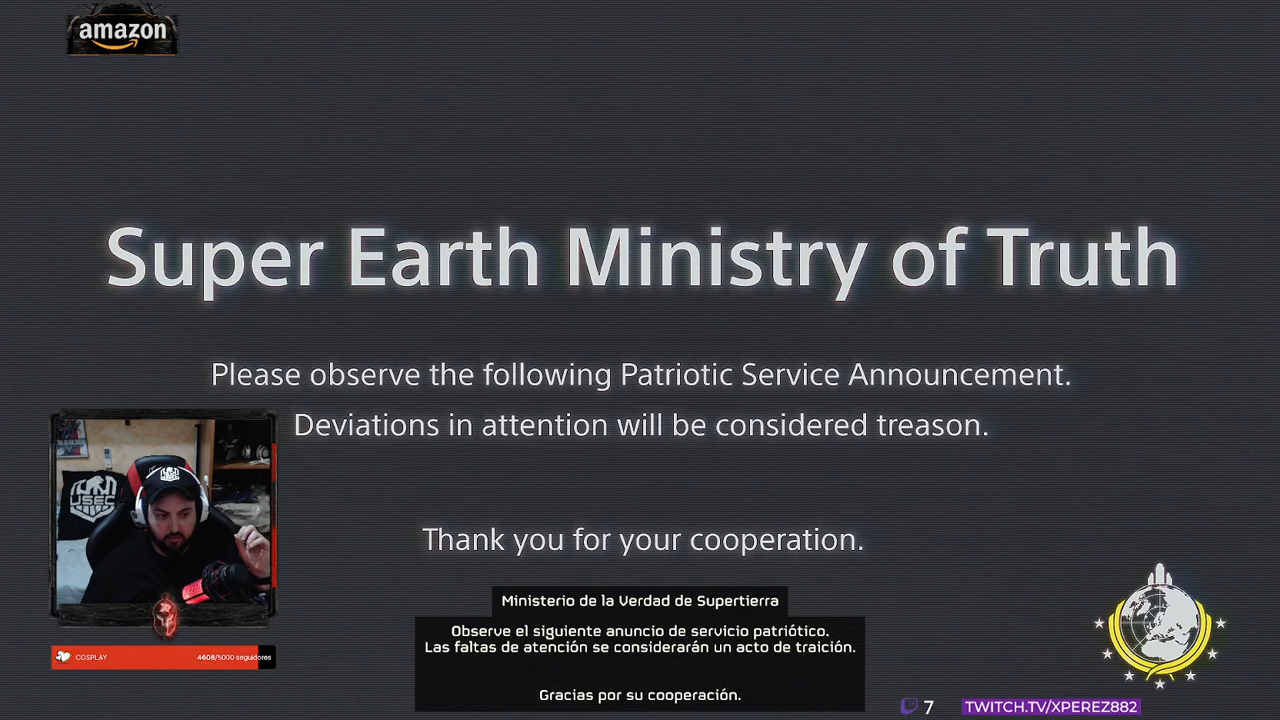 amazon
Super Earth Ministry of Truth
Please observe the following Patriotic Service Announcement.
Deviations in attention will be considered treason.
Thank you for your cooperation.
USEC
COSPLAY
4608/5000 seguidores
Ministerio de la Verdad de Supertierra
Observe el siguiente anuncio de servicio patriótico.
Las faltas de atención se considerarán un acto de traición.
Gracias por su cooperación.
7
TWITCH.TV/XPEREZ882